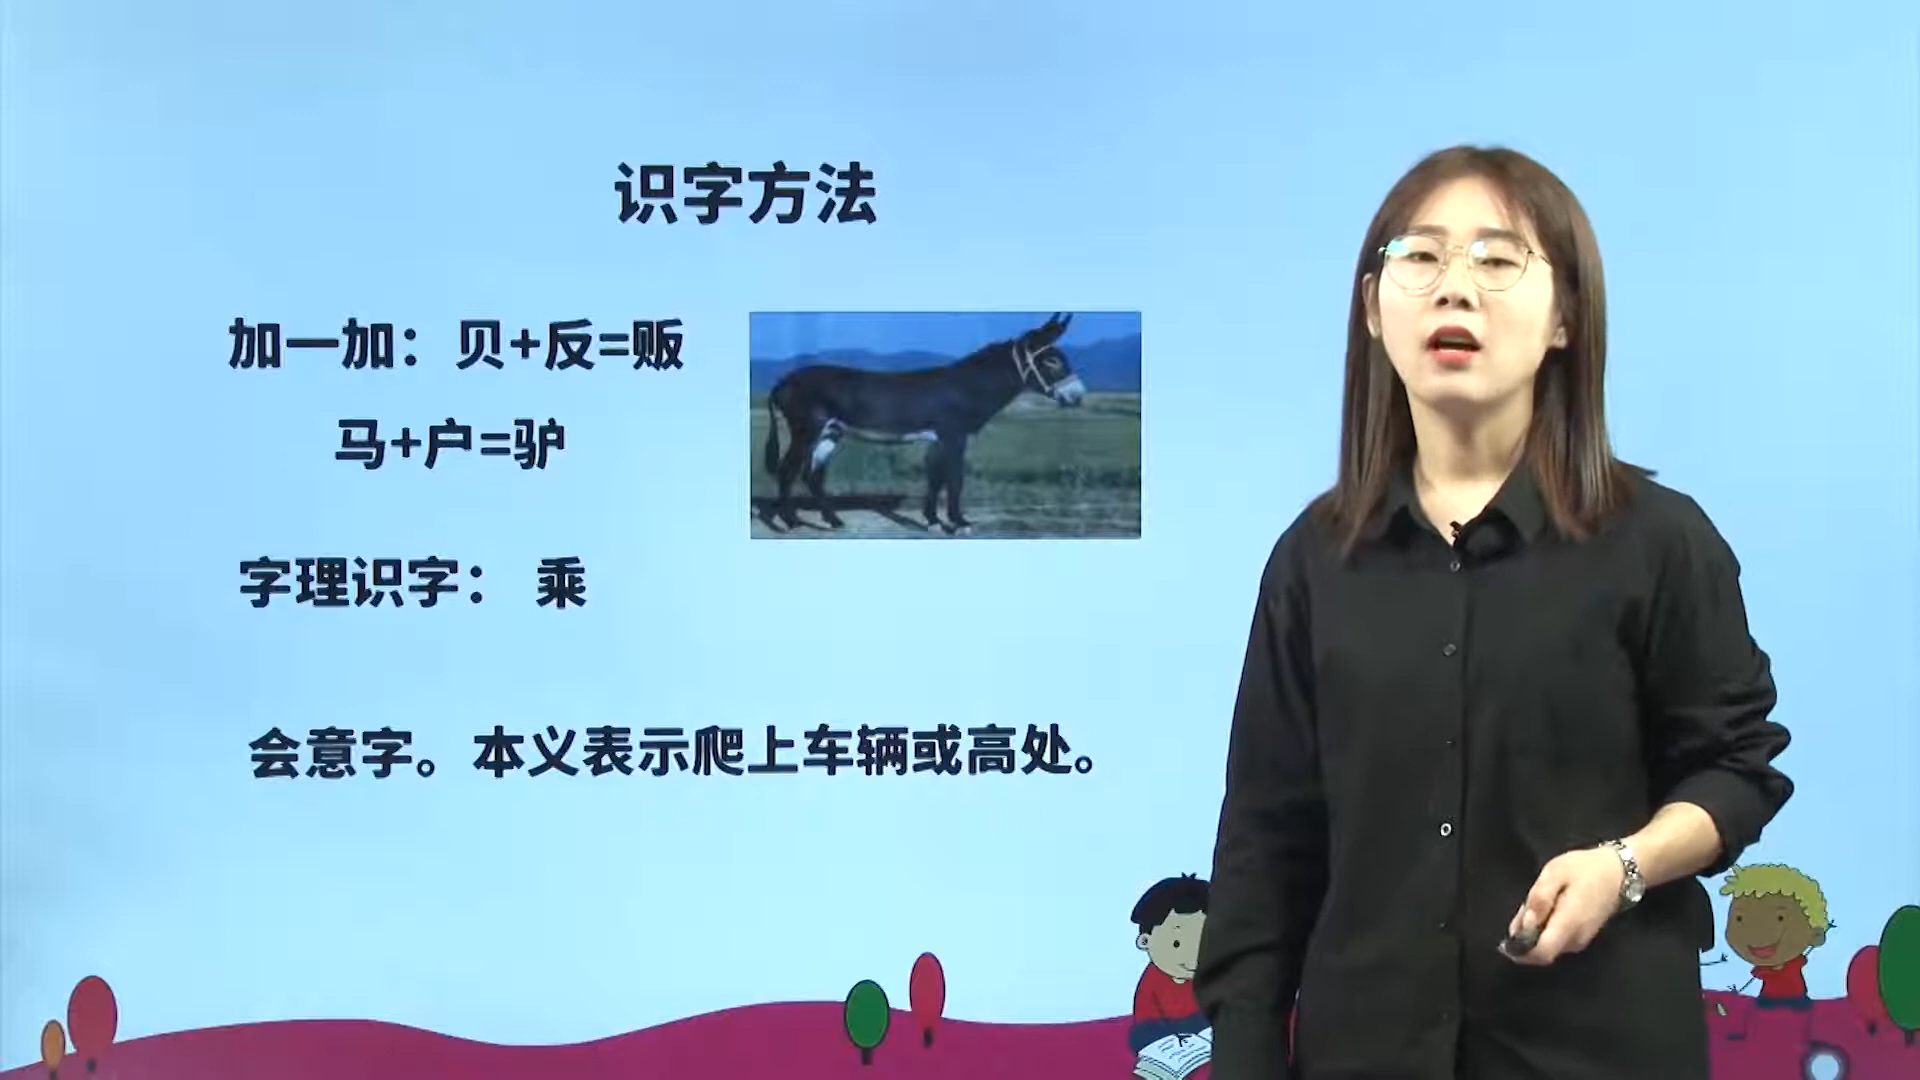 识字方法
加一加：贝+反=贩
马+户=驴
字理识字： 乘
会意字。本义表示爬上车辆或高处。